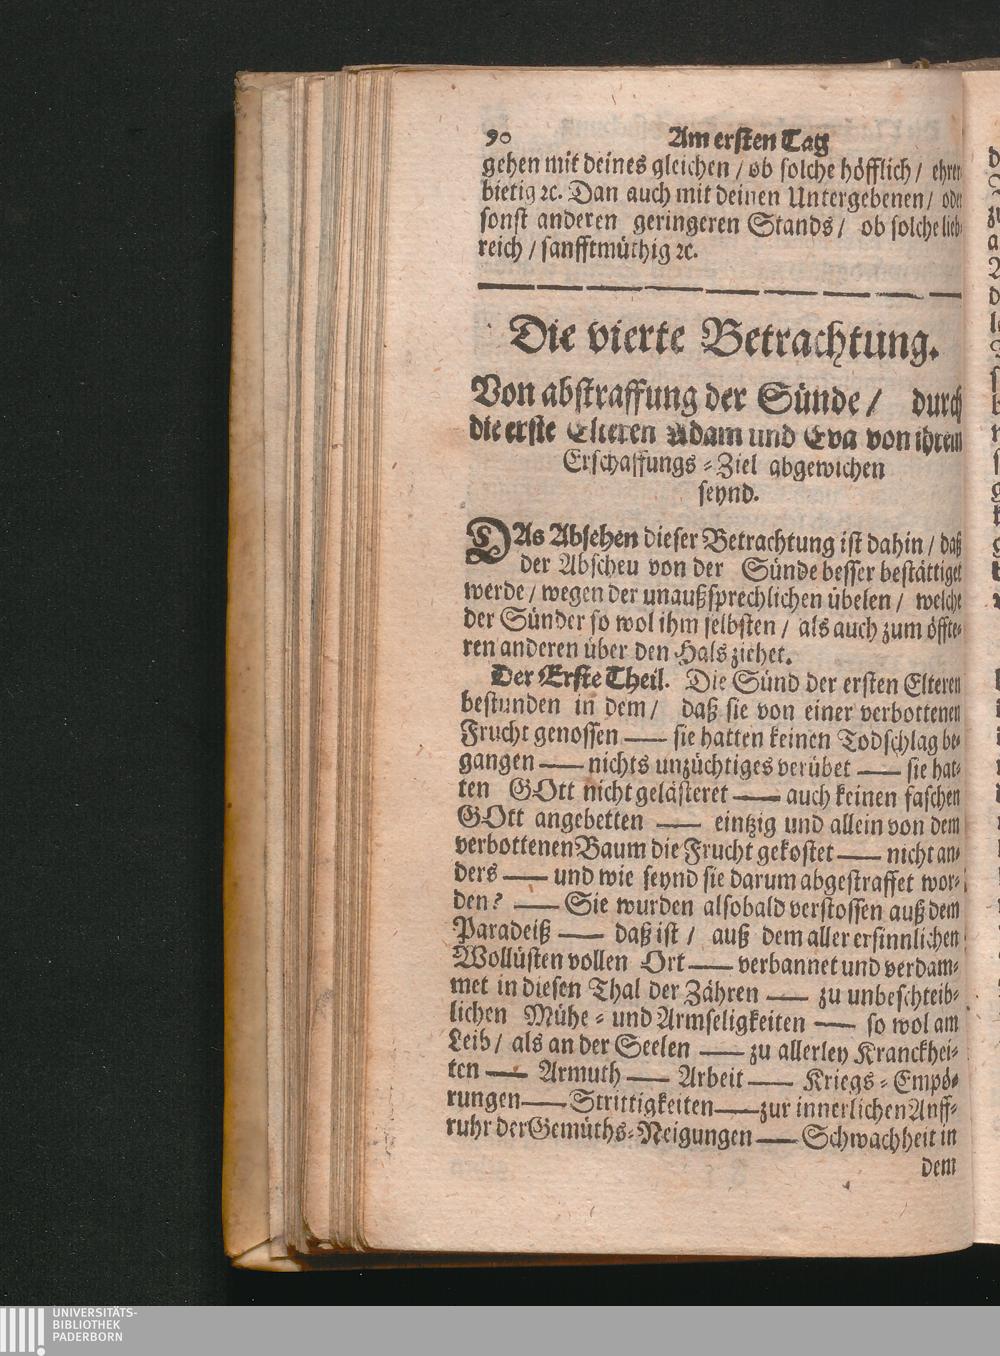 90 Am ersten Tag
gehen mit deines gleichen / ob solche höfflich / ehrer
bietig ꝛc. Dan auch mit deinen Untergebenen / oder
sonst anderen geringeren Stands / ob solche lieb-
reich / sanfftmüthig ꝛc.
Die vierte Betrachtung.
Von abstraffung der Sünde / durch
die erste Elteren Adam und Eva von ihrem
Erschaffungs-Ziel abgewichen
seynd.
DAs Absehen dieser Betrachtung ist dahin / daß
der Abscheu von der Sünde besser bestättiget
werde / wegen der unaußsprechlichen übelen / welche
der Sünder so wol ihm selbsten / als auch zum öffte-
ren anderen über den Hals ziehet.
Der Erste Theil. Die Sünd der ersten Elteren
bestunden in dem / daß sie von einer verbottenen
Frucht genossen — sie hatten keinen Todschlag be-
gangen — nichts unzüchtiges verübet — sie hat-
ten GOtt nicht gelästeret — auch keinen faschen
GOtt angebetten — eintzig und allein von dem
verbottenen Baum die Frucht gekostet — nicht an-
ders — und wie seynd sie darum abgestraffet wor-
den? — Sie wurden alsobald verstossen auß dem
Paradeiß — daß ist / auß dem aller ersinnlichen
Wollüsten vollen Ort — verbannet und verdam-
met in diesen Thal der Zähren — zu unbeschteib-
lichen Mühe- und Armseligkeiten — so wol am
Leib / als an der Seelen — zu allerley Kranckhei-
ten — Armuth — Arbeit — Kriegs-Empö-
rungen — Strittigkeiten — zur innerlichen Auff-
ruhr der Gemüths-Neigungen — Schwachheit in
dem
UNIVERSITÄTS-
BIBLIOTHEK
PADERBORN